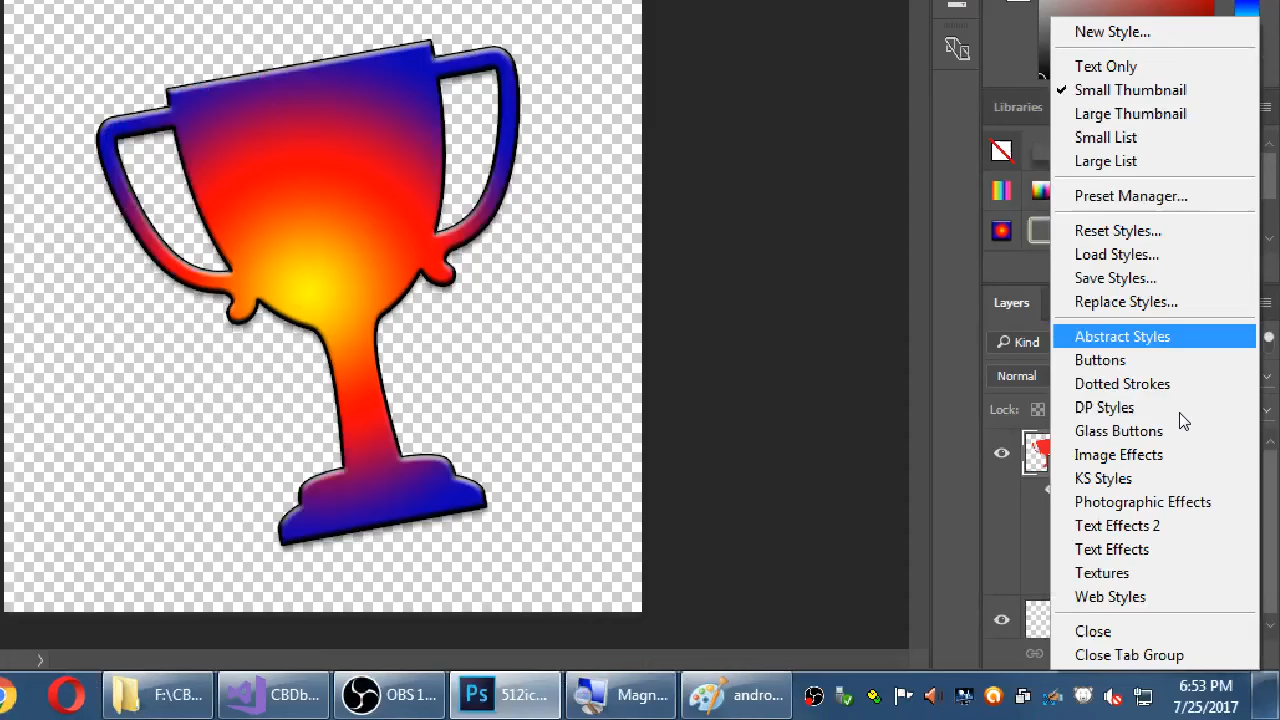 New Style...
Text Only
Small Thumbnail
Large Thumbnail
Small List
Large List
Preset Manager...
Reset Styles...
Load Styles...
Save Styles...
Replace Styles...
Abstract Styles
Buttons
Dotted Strokes
DP Styles
Glass Buttons
Image Effects
KS Styles
Photographic Effects
Text Effects 2
Text Effects
Textures
Web Styles
Close
Close Tab Group
Libraries
Layers
Kind
Normal
Lock:
F:\CB...
CBDb...
OBS 1...
Ps
512ic...
Magn...
andro...
6:53 PM
7/25/2017